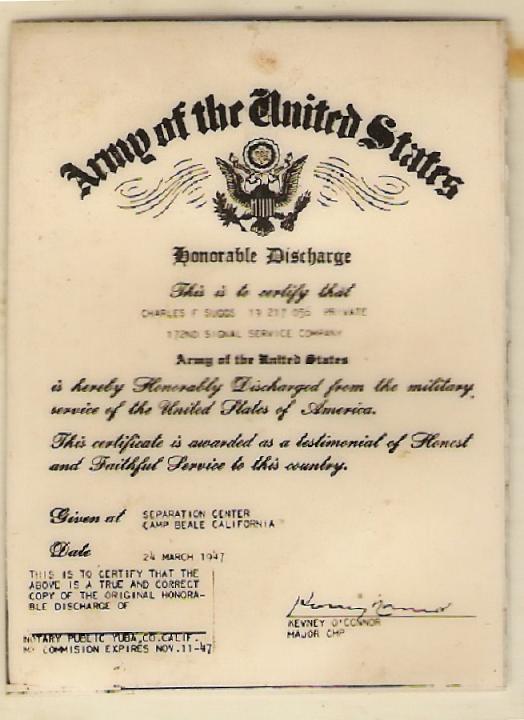 Army of the United States
Honorable Discharge
This is to certify that
CHARLES F SUGGS 19 217 056 PRIVATE
172ND SIGNAL SERVICE COMPANY
Army of the United States
is hereby Honorably Discharged from the military
service of the United States of America.
This certificate is awarded as a testimonial of Honest
and Faithful Service to this country.
Given at SEPARATION CENTER
CAMP BEALE CALIFORNIA
Date 24 MARCH 1947
THIS IS TO CERTIFY THAT THE
ABOVE IS A TRUE AND CORRECT
COPY OF THE ORIGINAL HONORA-
BLE DISCHARGE OF
KEVNEY O'CONNOR
MAJOR CMP
NOTARY PUBLIC YUBA,CO.CALIF.
MY COMMISION EXPIRES NOV.11-47